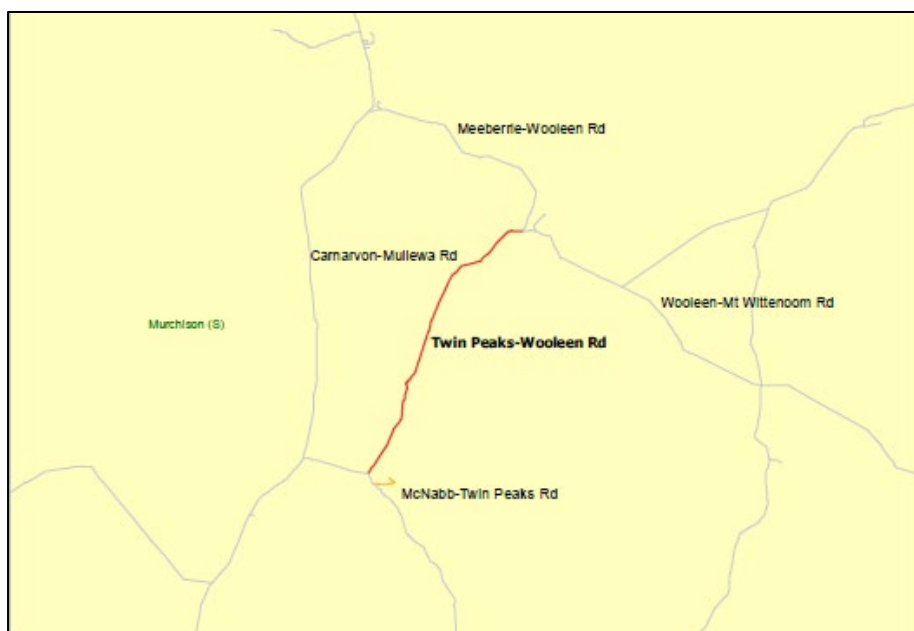 Meeberrie-Wooleen Rd
Carnarvon-Mullewa Rd
Wooleen-Mt Wittenoom Rd
Murchison (S)
Twin Peaks-Wooleen Rd
McNabb-Twin Peaks Rd